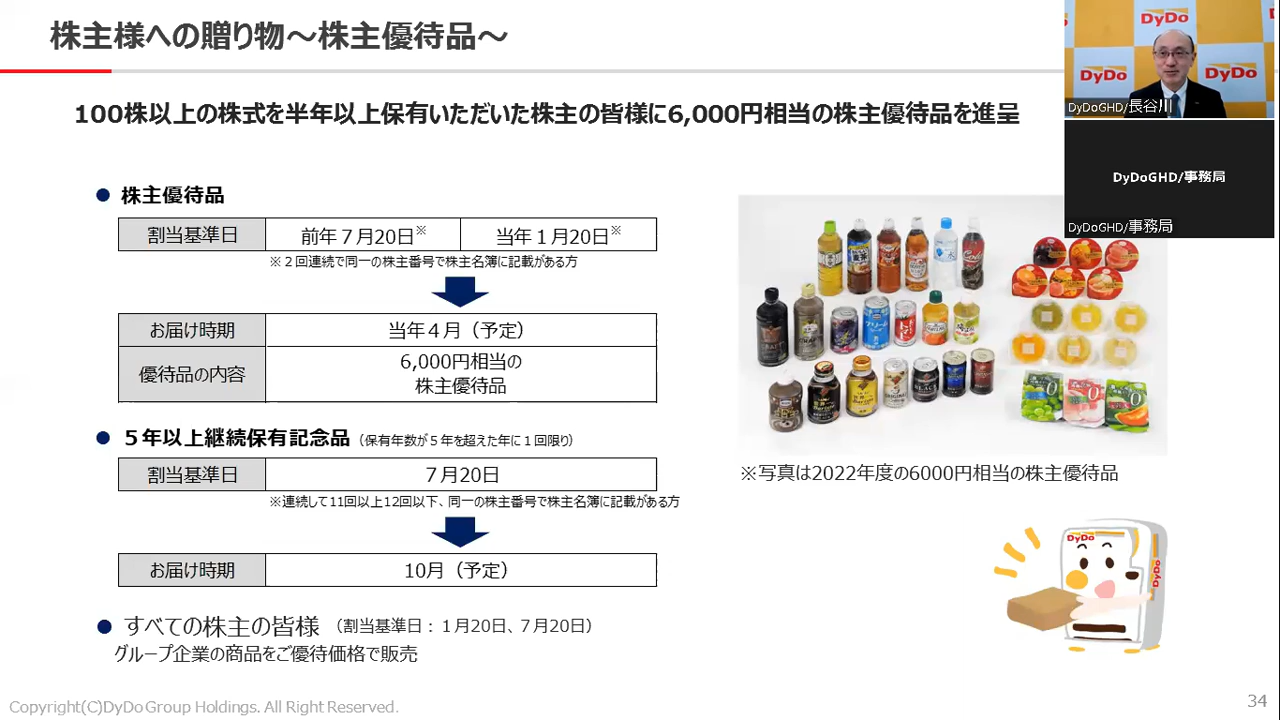 株主様への贈り物～株主優待品～
DyDo
DyDo
DyDo
DyDoGHD/長谷川
DyDoGHD/事務局
DyDoGHD/事務局
100株以上の株式を半年以上保有いただいた株主の皆様に6,000円相当の株主優待品を進呈
● 株主優待品
割当基準日 前年７月20日※ 当年１月20日※
※２回連続で同一の株主番号で株主名簿に記載がある方
お届け時期 当年４月（予定）
優待品の内容 6,000円相当の
株主優待品
● ５年以上継続保有記念品（保有年数が５年を超えた年に１回限り）
割当基準日 ７月20日
※連続して11回以上12回以下、同一の株主番号で株主名簿に記載がある方
お届け時期 10月（予定）
● すべての株主の皆様 （割当基準日：１月20日、７月20日）
グループ企業の商品をご優待価格で販売
※写真は2022年度の6000円相当の株主優待品
DyDo
DyDo
Copyright(C)DyDo Group Holdings. All Right Reserved.
34